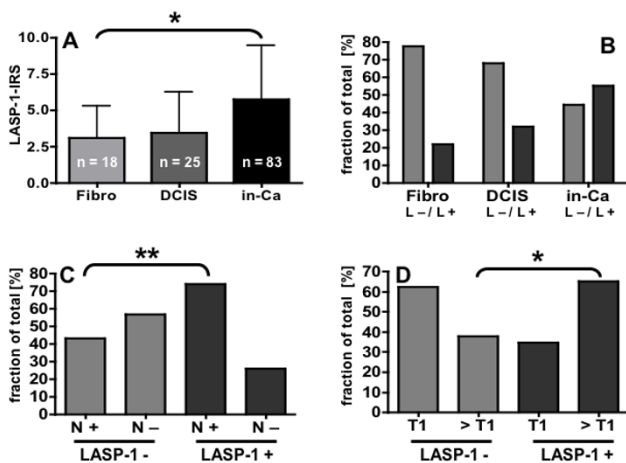 A
*
LASP-1-IRS
10.0
7.5
5.0
2.5
0.0
n = 18
n = 25
n = 83
Fibro
DCIS
in-Ca
B
fraction of total [%]
80
70
60
50
40
30
20
10
0
Fibro
DCIS
in-Ca
L – / L +
L – / L +
L – / L +
C
**
fraction of total [%]
80
70
60
50
40
30
20
10
0
N +
N –
N +
N –
LASP-1 -
LASP-1 +
D
*
fraction of total [%]
70
60
50
40
30
20
10
0
T1
> T1
T1
> T1
LASP-1 -
LASP-1 +